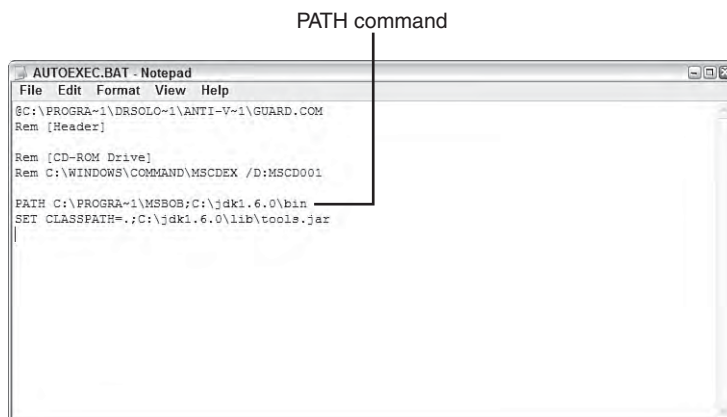 PATH command
AUTOEXEC.BAT - Notepad
File Edit Format View Help
@C:\PROGRA~1\DRSOLO~1\ANTI-V~1\GUARD.COM
Rem [Header]
Rem [CD-ROM Drive]
Rem C:\WINDOWS\COMMAND\MSCDEX /D:MSCD001
PATH C:\PROGRA~1\MSBOB;C:\jdk1.6.0\bin
SET CLASSPATH=.;C:\jdk1.6.0\lib\tools.jar